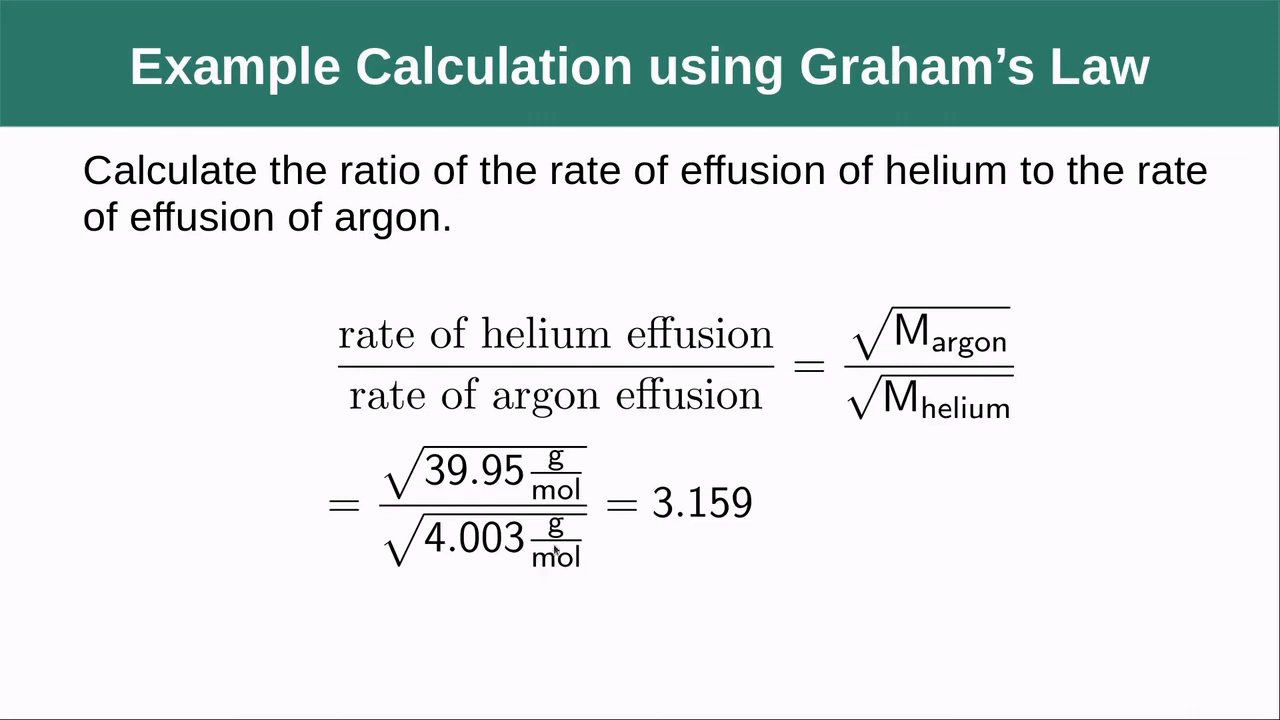 Example Calculation using Graham’s Law
Calculate the ratio of the rate of effusion of helium to the rate
of effusion of argon.
rate of helium effusion / rate of argon effusion = √M_argon / √M_helium
= √39.95 g/mol / √4.003 g/mol = 3.159